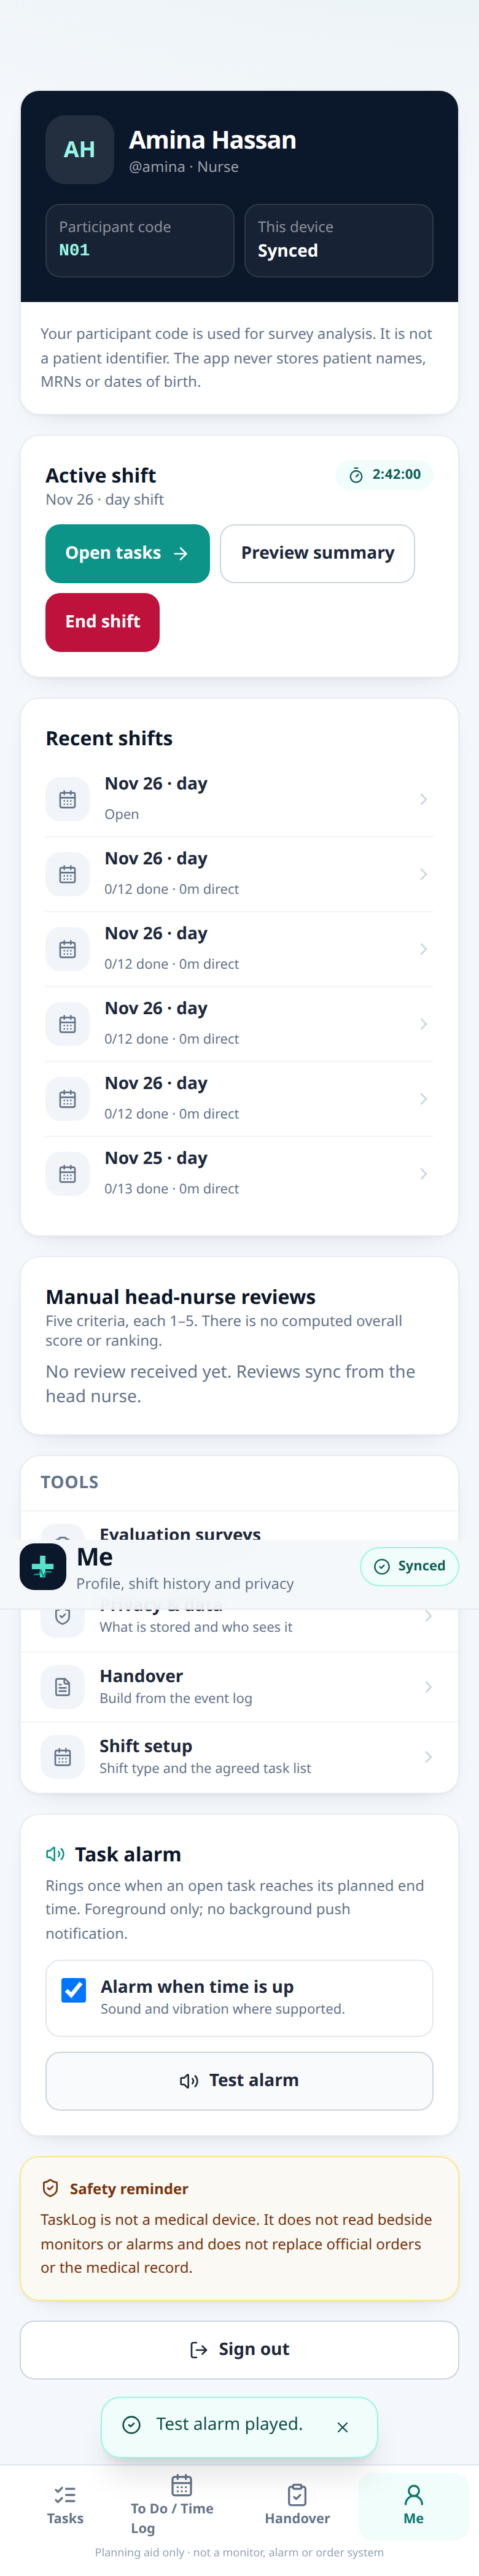 AH
Amina Hassan
@amina · Nurse
Participant code
N01
This device
Synced
Your participant code is used for survey analysis. It is not
a patient identifier. The app never stores patient names,
MRNs or dates of birth.
Active shift
2:42:00
Nov 26 · day shift
Open tasks
Preview summary
End shift
Recent shifts
Nov 26 · day
Open
Nov 26 · day
0/12 done · 0m direct
Nov 26 · day
0/12 done · 0m direct
Nov 26 · day
0/12 done · 0m direct
Nov 26 · day
0/12 done · 0m direct
Nov 25 · day
0/13 done · 0m direct
Manual head-nurse reviews
Five criteria, each 1–5. There is no computed overall
score or ranking.
No review received yet. Reviews sync from the
head nurse.
TOOLS
Evaluation surveys
Me
Profile, shift history and privacy
Synced
Privacy & data
What is stored and who sees it
Handover
Build from the event log
Shift setup
Shift type and the agreed task list
Task alarm
Rings once when an open task reaches its planned end
time. Foreground only; no background push
notification.
Alarm when time is up
Sound and vibration where supported.
Test alarm
Safety reminder
TaskLog is not a medical device. It does not read bedside
monitors or alarms and does not replace official orders
or the medical record.
Sign out
Test alarm played.
Tasks
To Do / Time
Log
Handover
Me
Planning aid only · not a monitor, alarm or order system